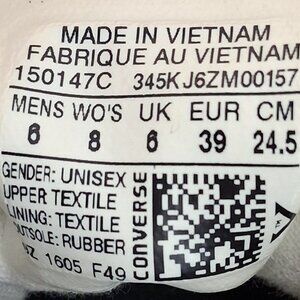 MADE IN VIETNAM
FABRIQUE AU VIETNAM
150147C 345KJ6ZM00157
MENS WO'S UK EUR CM
6 8 6 39 24.5
GENDER: UNISEX
UPPER TEXTILE
LINING: TEXTILE
OUTSOLE: RUBBER
1605 F49
CONVERSE